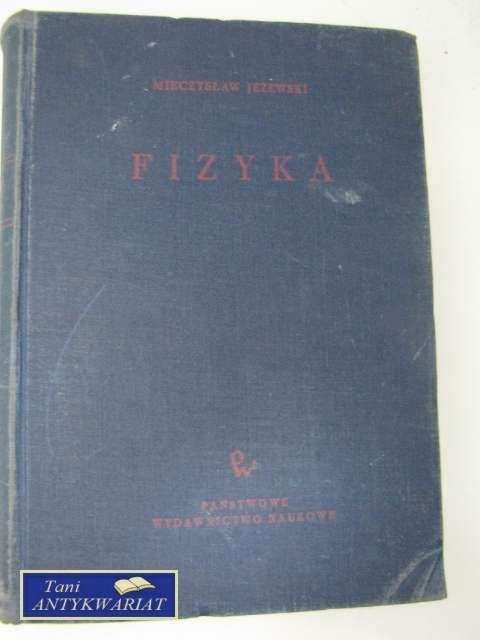 MIECZYSŁAW JEŻEWSKI
FIZYKA
PAŃSTWOWE
WYDAWNICTWO NAUKOWE
Tani
ANTYKWARIAT